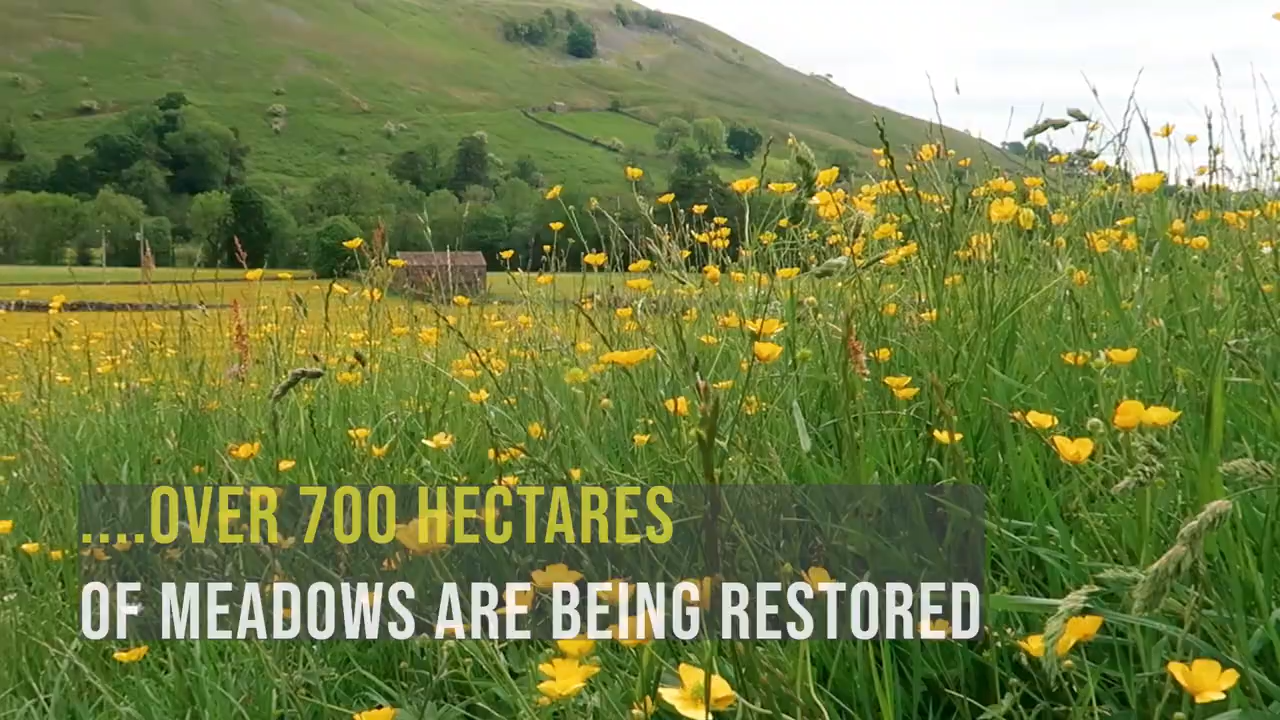 ....OVER 700 HECTARES
OF MEADOWS ARE BEING RESTORED